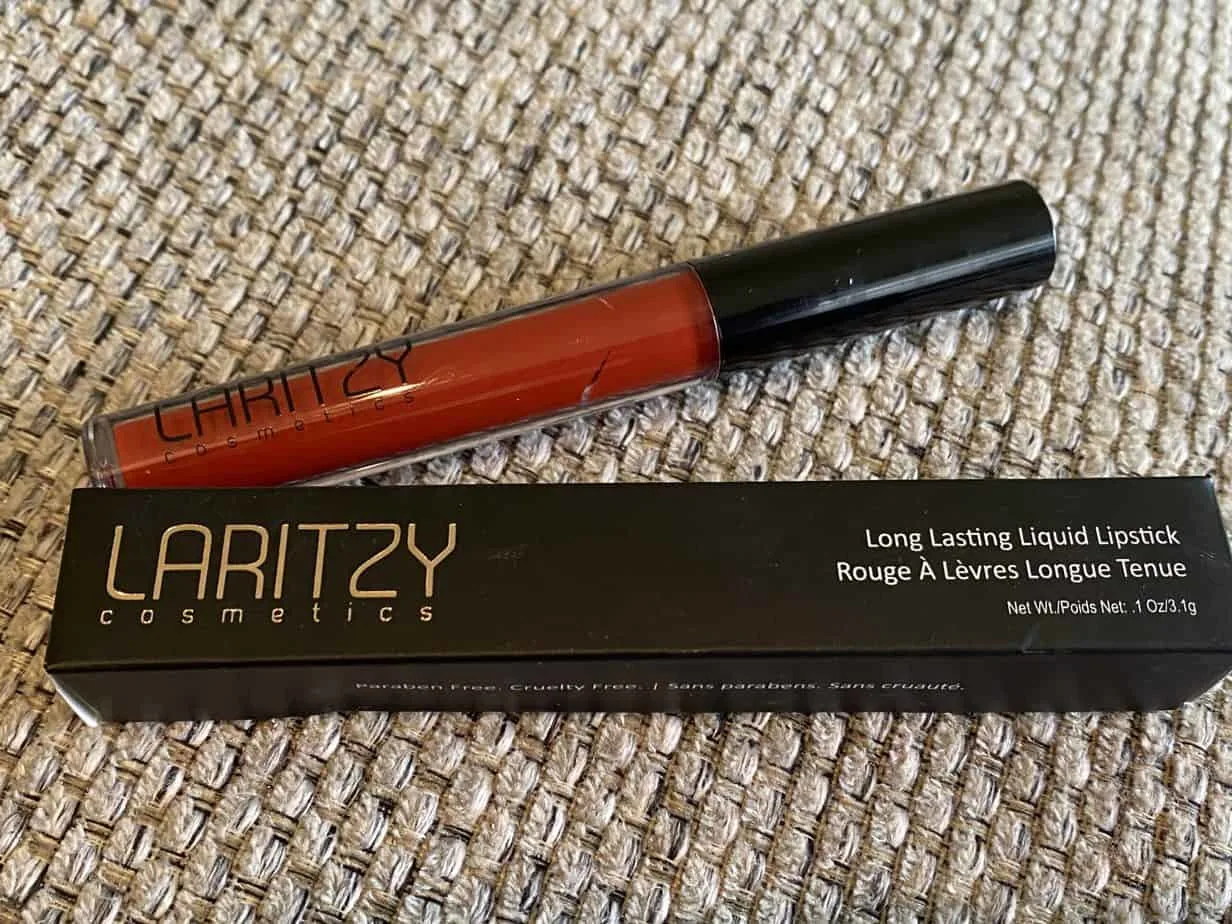 LARITZY
cosmetics
LARITZY
cosmetics
Long Lasting Liquid Lipstick
Rouge À Lèvres Longue Tenue
Net Wt./Poids Net: .1 Oz/3.1g
Paraben Free. Cruelty Free. | Sans parabens. Sans cruauté.